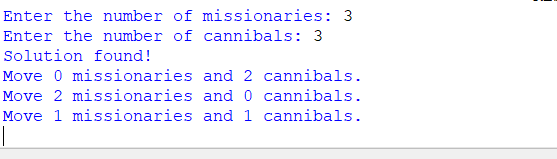 Enter the number of missionaries: 3
Enter the number of cannibals: 3
Solution found!
Move 0 missionaries and 2 cannibals.
Move 2 missionaries and 0 cannibals.
Move 1 missionaries and 1 cannibals.